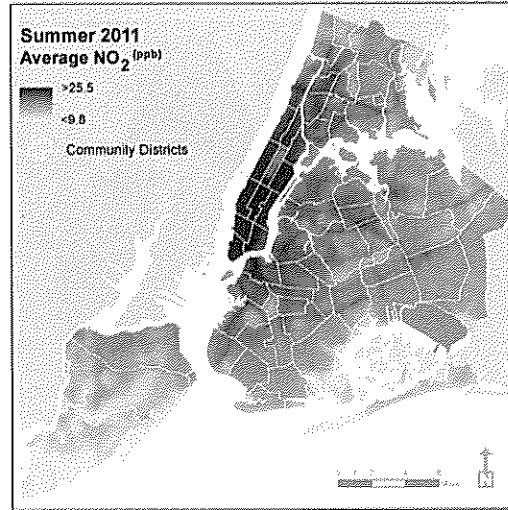 Summer 2011
Average NO2 (ppb)
>25.5
<9.8
Community Districts
N